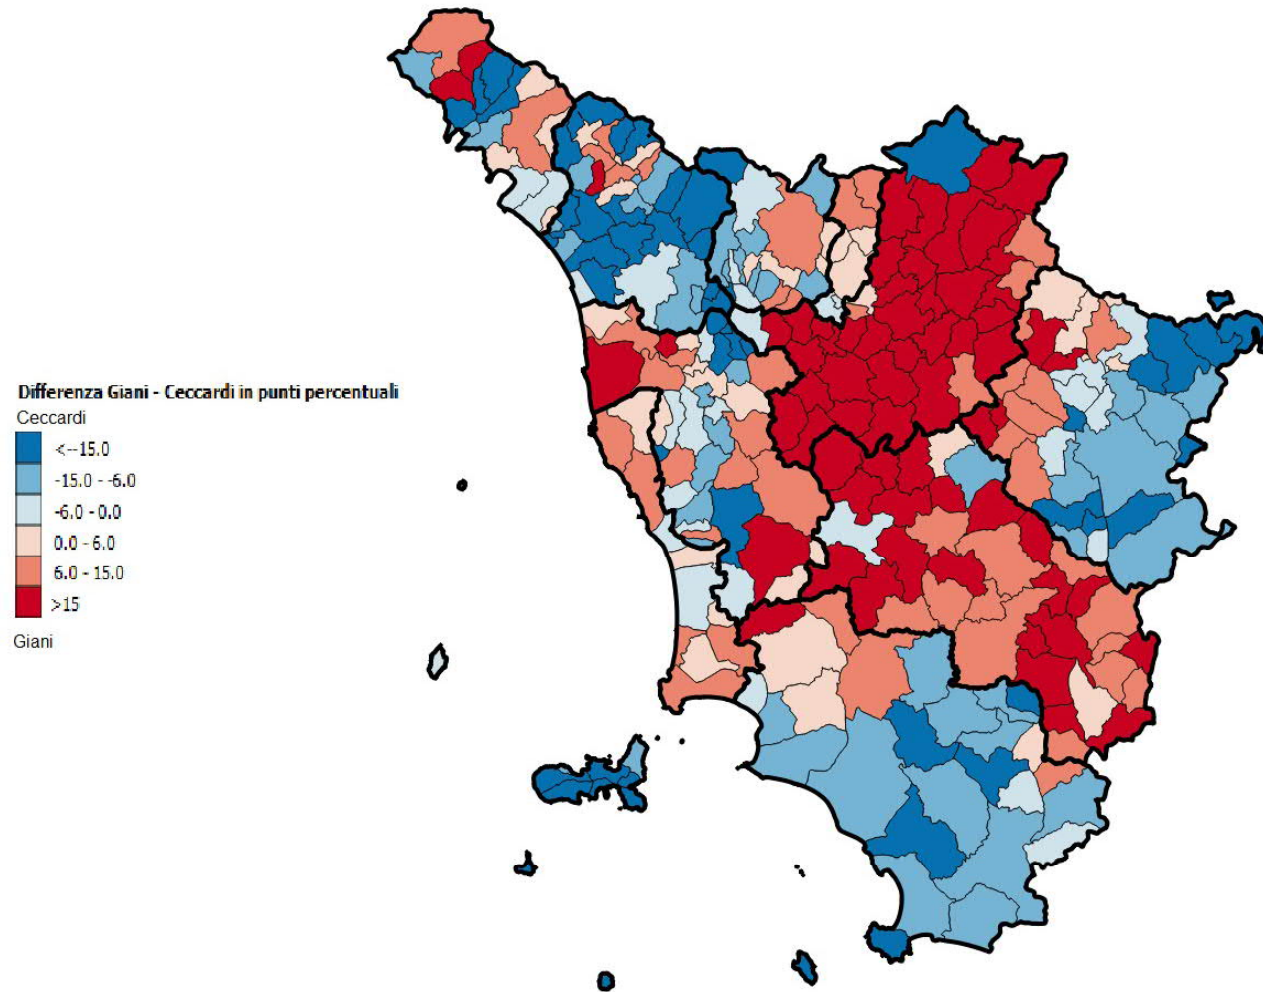 Differenza Giani - Ceccardi in punti percentuali
Ceccardi
<--15.0
-15.0 - -6.0
-6.0 - 0.0
0.0 - 6.0
6.0 - 15.0
>15
Giani